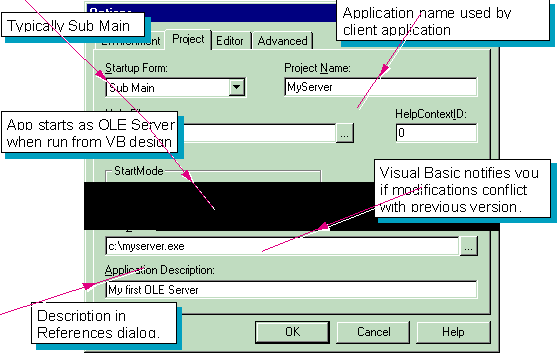 Options
Typically Sub Main
Application name used by
client application
Environment Project Editor Advanced
Startup Form:
Project Name:
Sub Main
MyServer
HelpContextID:
App starts as OLE Server
when run from VB design
...
0
StartMode
Visual Basic notifies you
if modifications conflict
with previous version.
c:\myserver.exe
...
Application Description:
My first OLE Server
Description in
References dialog.
OK Cancel Help